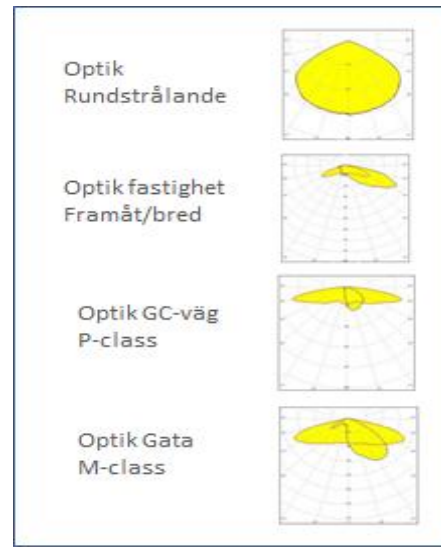 Optik
Rundstrålande
Optik fastighet
Framåt/bred
Optik GC-väg
P-class
Optik Gata
M-class